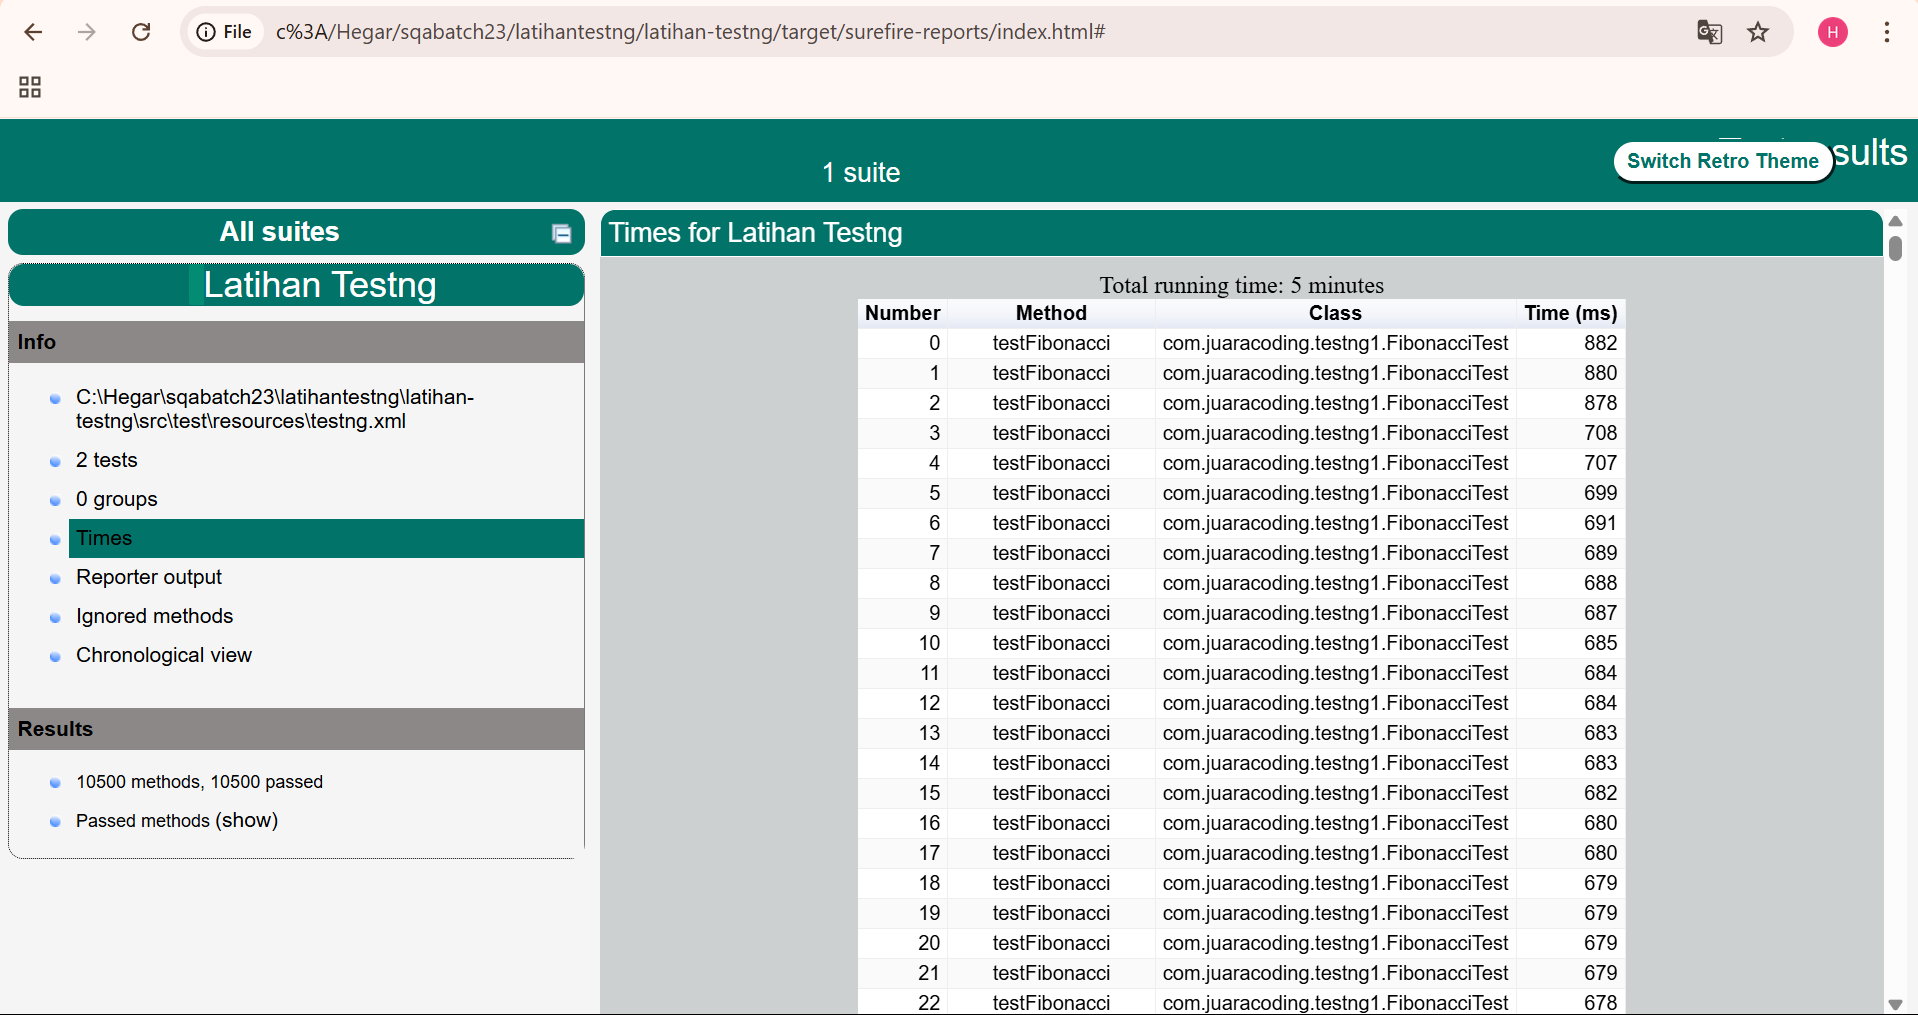 File
c%3A/Hegar/sqabatch23/latihantestng/latihan-testng/target/surefire-reports/index.html#
H
1 suite
Switch Retro Theme
sults
All suites
Latihan Testng
Info
C:\Hegar\sqabatch23\latihantestng\latihan-
testng\src\test\resources\testng.xml
2 tests
0 groups
Times
Reporter output
Ignored methods
Chronological view
Results
10500 methods, 10500 passed
Passed methods (show)
Times for Latihan Testng
Total running time: 5 minutes
Number Method Class Time (ms)
0 testFibonacci com.juaracoding.testng1.FibonacciTest 882
1 testFibonacci com.juaracoding.testng1.FibonacciTest 880
2 testFibonacci com.juaracoding.testng1.FibonacciTest 878
3 testFibonacci com.juaracoding.testng1.FibonacciTest 708
4 testFibonacci com.juaracoding.testng1.FibonacciTest 707
5 testFibonacci com.juaracoding.testng1.FibonacciTest 699
6 testFibonacci com.juaracoding.testng1.FibonacciTest 691
7 testFibonacci com.juaracoding.testng1.FibonacciTest 689
8 testFibonacci com.juaracoding.testng1.FibonacciTest 688
9 testFibonacci com.juaracoding.testng1.FibonacciTest 687
10 testFibonacci com.juaracoding.testng1.FibonacciTest 685
11 testFibonacci com.juaracoding.testng1.FibonacciTest 684
12 testFibonacci com.juaracoding.testng1.FibonacciTest 684
13 testFibonacci com.juaracoding.testng1.FibonacciTest 683
14 testFibonacci com.juaracoding.testng1.FibonacciTest 683
15 testFibonacci com.juaracoding.testng1.FibonacciTest 682
16 testFibonacci com.juaracoding.testng1.FibonacciTest 680
17 testFibonacci com.juaracoding.testng1.FibonacciTest 680
18 testFibonacci com.juaracoding.testng1.FibonacciTest 679
19 testFibonacci com.juaracoding.testng1.FibonacciTest 679
20 testFibonacci com.juaracoding.testng1.FibonacciTest 679
21 testFibonacci com.juaracoding.testng1.FibonacciTest 679
22 testFibonacci com.juaracoding.testng1.FibonacciTest 678